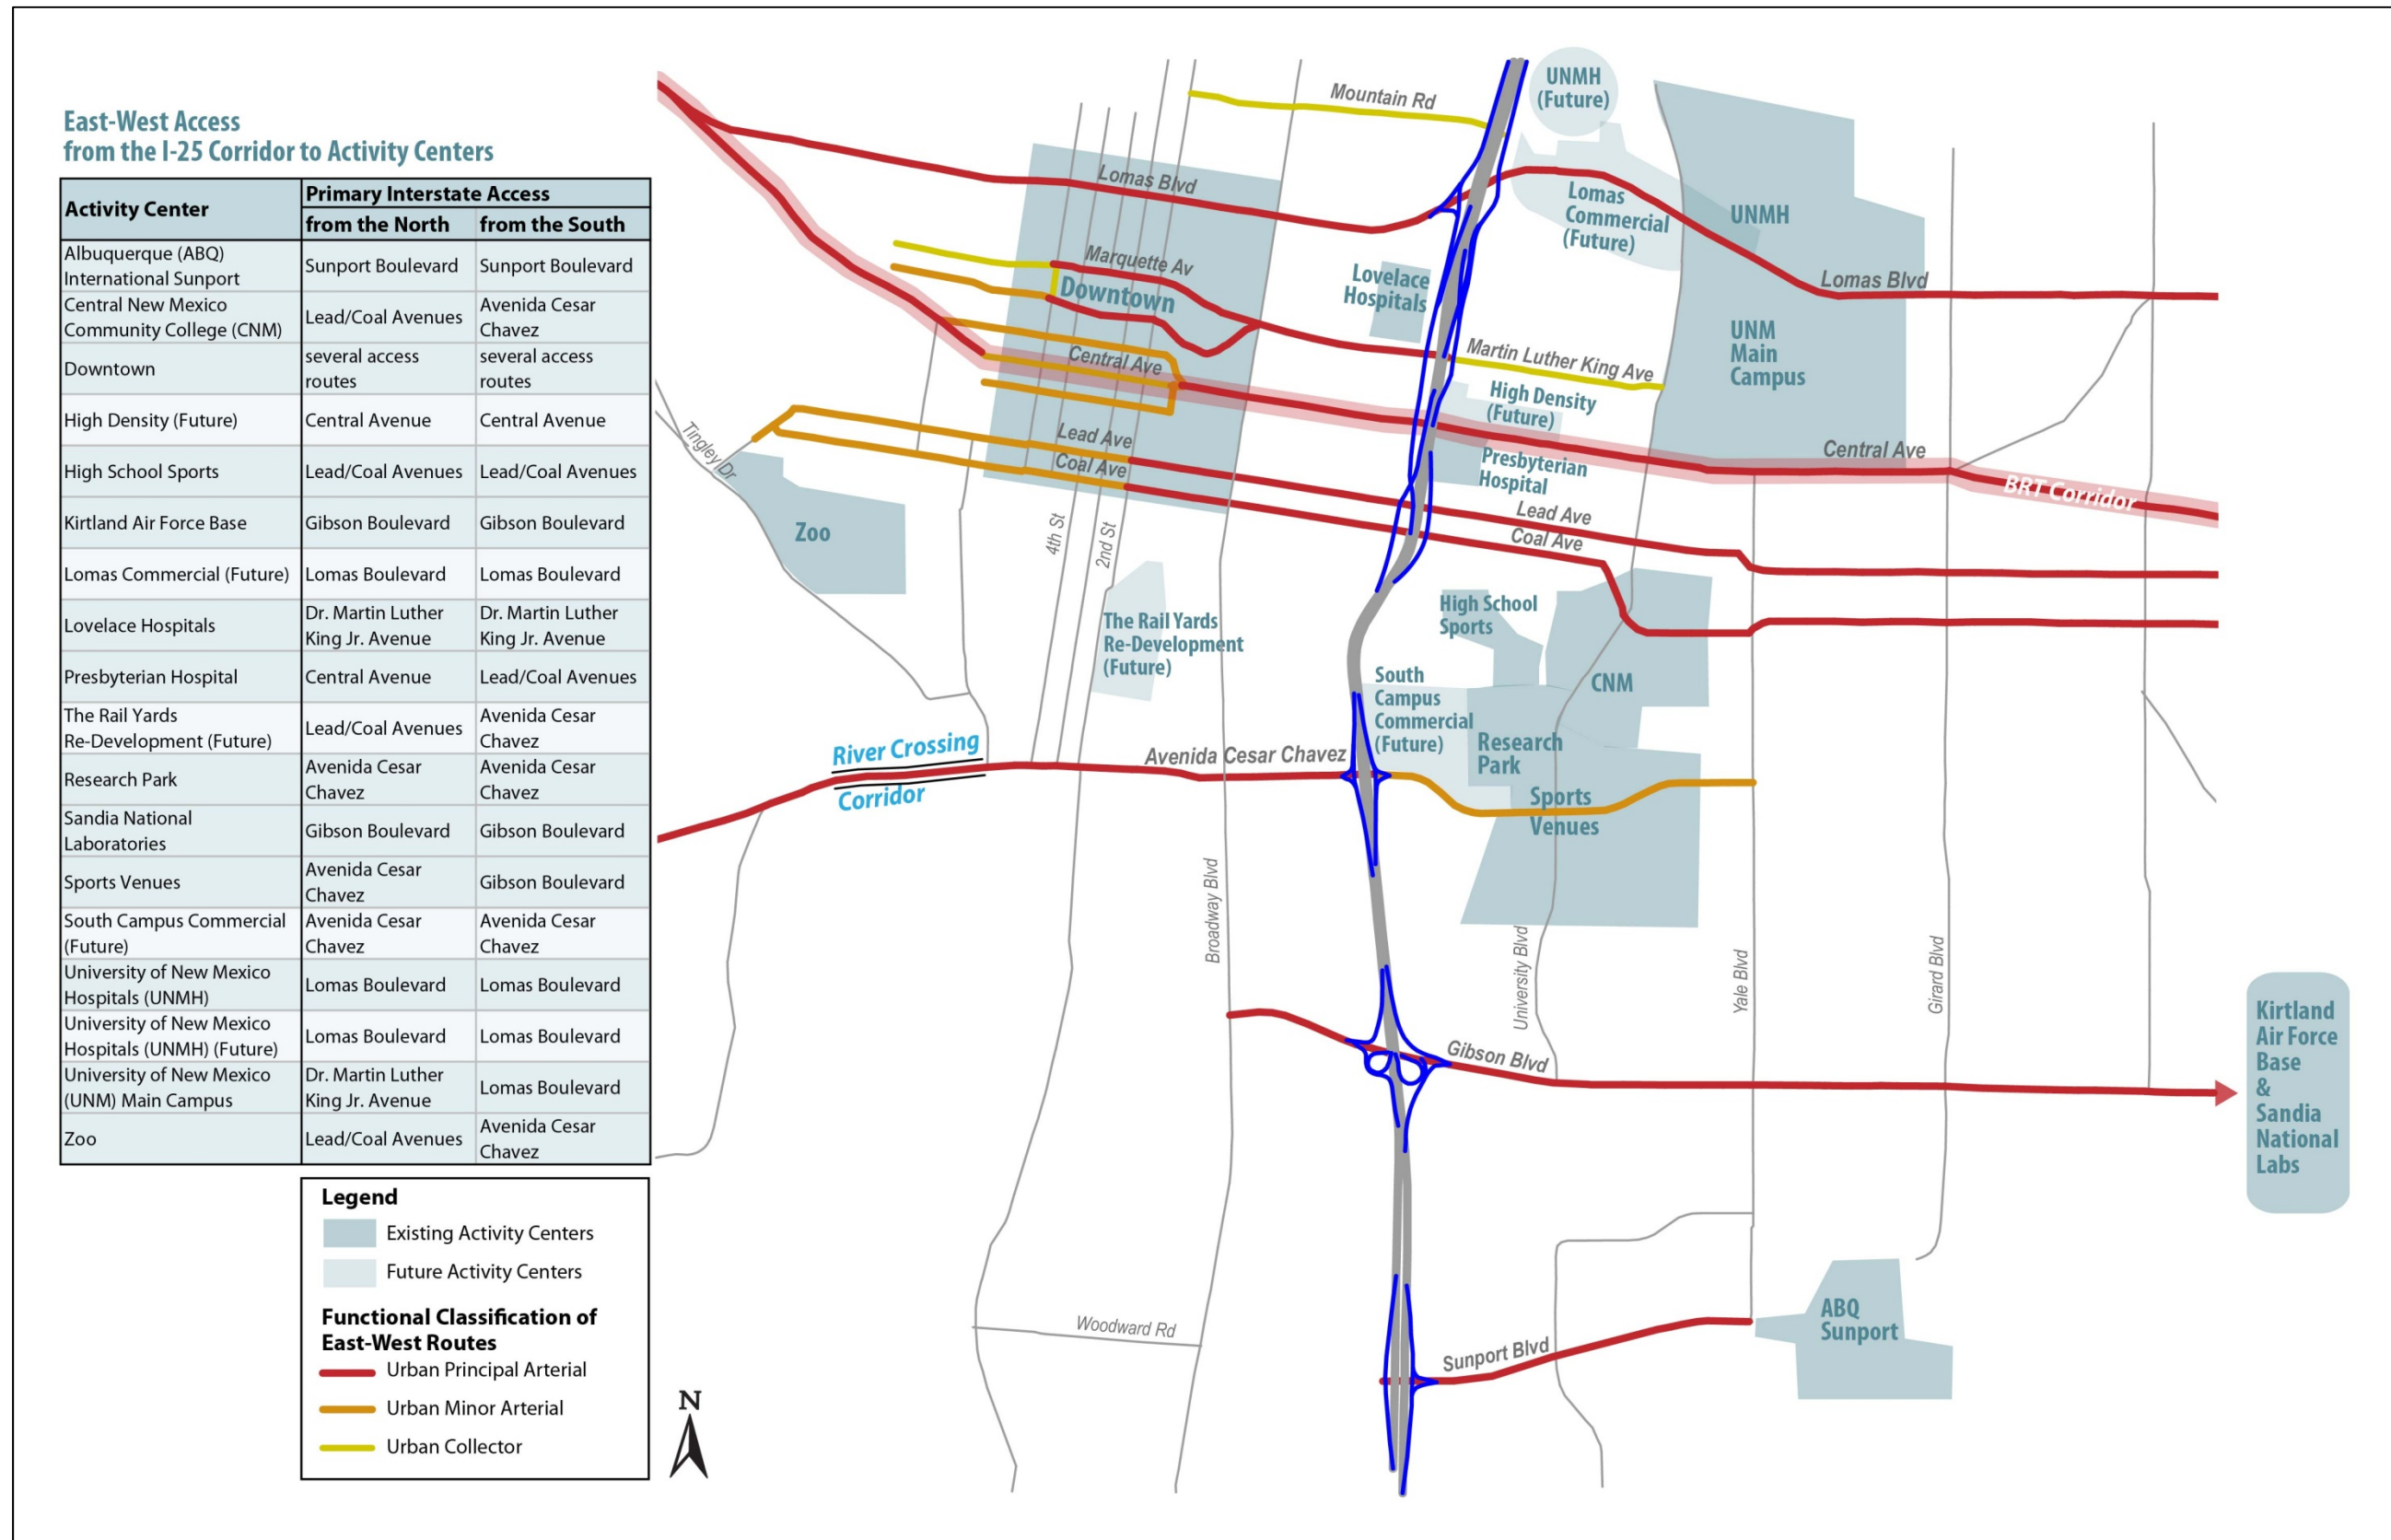 East-West Access
from the I-25 Corridor to Activity Centers
Activity Center
Primary Interstate Access
from the North
from the South
Albuquerque (ABQ)
International Sunport
Sunport Boulevard
Sunport Boulevard
Central New Mexico
Community College (CNM)
Lead/Coal Avenues
Avenida Cesar
Chavez
Downtown
several access
routes
several access
routes
High Density (Future)
Central Avenue
Central Avenue
High School Sports
Lead/Coal Avenues
Lead/Coal Avenues
Kirtland Air Force Base
Gibson Boulevard
Gibson Boulevard
Lomas Commercial (Future)
Lomas Boulevard
Lomas Boulevard
Lovelace Hospitals
Dr. Martin Luther
King Jr. Avenue
Dr. Martin Luther
King Jr. Avenue
Presbyterian Hospital
Central Avenue
Lead/Coal Avenues
The Rail Yards
Re-Development (Future)
Lead/Coal Avenues
Avenida Cesar
Chavez
Research Park
Avenida Cesar
Chavez
Avenida Cesar
Chavez
Sandia National
Laboratories
Gibson Boulevard
Gibson Boulevard
Sports Venues
Avenida Cesar
Chavez
Gibson Boulevard
South Campus Commercial
(Future)
Avenida Cesar
Chavez
Avenida Cesar
Chavez
University of New Mexico
Hospitals (UNMH)
Lomas Boulevard
Lomas Boulevard
University of New Mexico
Hospitals (UNMH) (Future)
Lomas Boulevard
Lomas Boulevard
University of New Mexico
(UNM) Main Campus
Dr. Martin Luther
King Jr. Avenue
Lomas Boulevard
Zoo
Lead/Coal Avenues
Avenida Cesar
Chavez
Legend
Existing Activity Centers
Future Activity Centers
Functional Classification of
East-West Routes
Urban Principal Arterial
Urban Minor Arterial
Urban Collector
N
Mountain Rd
UNMH
(Future)
Lomas Blvd
Lomas
Commercial
(Future)
UNMH
Lomas Blvd
Marquette Av
Downtown
Lovelace
Hospitals
UNM
Main
Campus
Martin Luther King Ave
Central Ave
High Density
(Future)
Central Ave
BRT Corridor
Presbyterian
Hospital
Lead Ave
Coal Ave
Lead Ave
Coal Ave
Tingley Dr
Zoo
4th St
2nd St
The Rail Yards
Re-Development
(Future)
High School
Sports
CNM
South
Campus
Commercial
(Future)
Research
Park
River Crossing
Corridor
Avenida Cesar Chavez
Sports
Venues
Broadway Blvd
University Blvd
Yale Blvd
Girard Blvd
Gibson Blvd
Kirtland
Air Force
Base
&
Sandia
National
Labs
Woodward Rd
Sunport Blvd
ABQ
Sunport